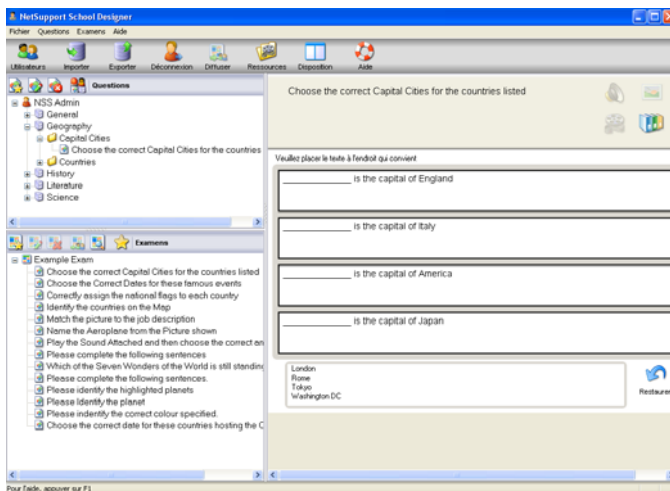 NetSupport School Designer
Fichier Questions Examens Aide
Utilisateurs Importer Exporter Déconnexion Diffuser Ressources Disposition Aide
Questions
NSS Admin
General
Geography
Capital Cities
Choose the correct Capital Cities for the countries
Countries
History
Literature
Science
Examens
Example Exam
Choose the correct Capital Cities for the countries listed
Choose the Correct Dates for these famous events
Correctly assign the national flags to each country
Identify the countries on the Map
Match the picture to the job description
Name the Aeroplane from the Picture shown
Play the Sound Attached and then choose the correct an
Please complete the following sentences
Which of the Seven Wonders of the World is still standing
Please complete the following sentences.
Please identify the highlighted planets
Please Identify the planet
Please indentify the correct colour specified.
Choose the correct date for these countries hosting the C
Pour l'aide, appuyer sur F1
Choose the correct Capital Cities for the countries listed
Veuillez placer le texte à l'endroit qui convient
______________ is the capital of England
______________ is the capital of Italy
______________ is the capital of America
______________ is the capital of Japan
London
Rome
Tokyo
Washington DC
Restaurer